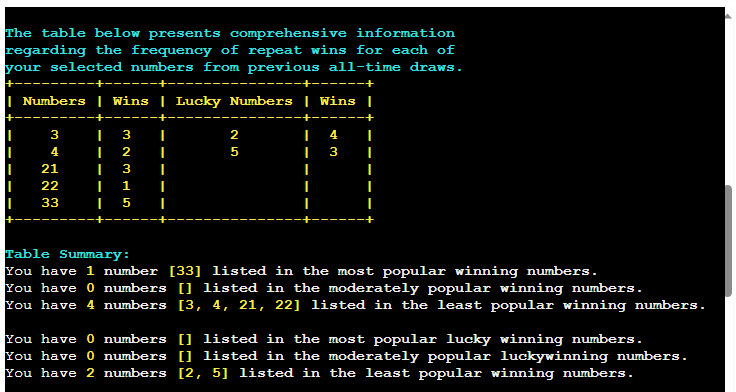 The table below presents comprehensive information
regarding the frequency of repeat wins for each of
your selected numbers from previous all-time draws.
+---------+------+---------------+------+
| Numbers | Wins | Lucky Numbers | Wins |
+---------+------+---------------+------+
|    3    |  3   |       2       |  4   |
|    4    |  2   |       5       |  3   |
|   21    |  3   |               |      |
|   22    |  1   |               |      |
|   33    |  5   |               |      |
+---------+------+---------------+------+
Table Summary:
You have 1 number [33] listed in the most popular winning numbers.
You have 0 numbers [] listed in the moderately popular winning numbers.
You have 4 numbers [3, 4, 21, 22] listed in the least popular winning numbers.
You have 0 numbers [] listed in the most popular lucky winning numbers.
You have 0 numbers [] listed in the moderately popular luckywinning numbers.
You have 2 numbers [2, 5] listed in the least popular winning numbers.